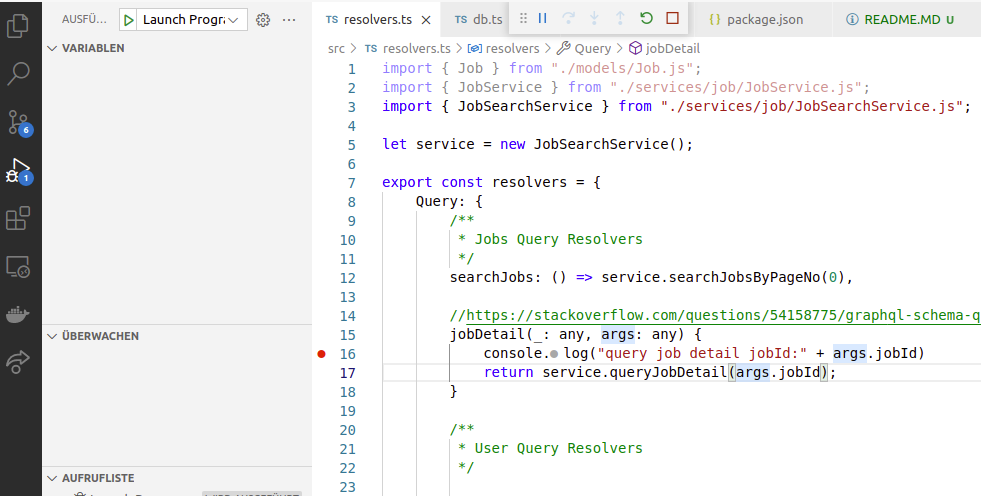 AUSFÜ... Launch Progra
resolvers.ts
db.ts
package.json
README.MD U
src > TS resolvers.ts > resolvers > Query > jobDetail
VARIABLEN
6
1
1 import { Job } from "./models/Job.js";
2 import { JobService } from "./services/job/JobService.js";
3 import { JobSearchService } from "./services/job/JobSearchService.js";
4
5 let service = new JobSearchService();
6
7 export const resolvers = {
8 Query: {
9 /**
10 * Jobs Query Resolvers
11 */
12 searchJobs: () => service.searchJobsByPageNo(0),
13
14 //https://stackoverflow.com/questions/54158775/graphql-schema-q
15 jobDetail(_: any, args: any) {
16 console.log("query job detail jobId:" + args.jobId)
17 return service.queryJobDetail(args.jobId);
18 }
19
20 /**
21 * User Query Resolvers
22 */
23
ÜBERWACHEN
AUFRUFLISTE